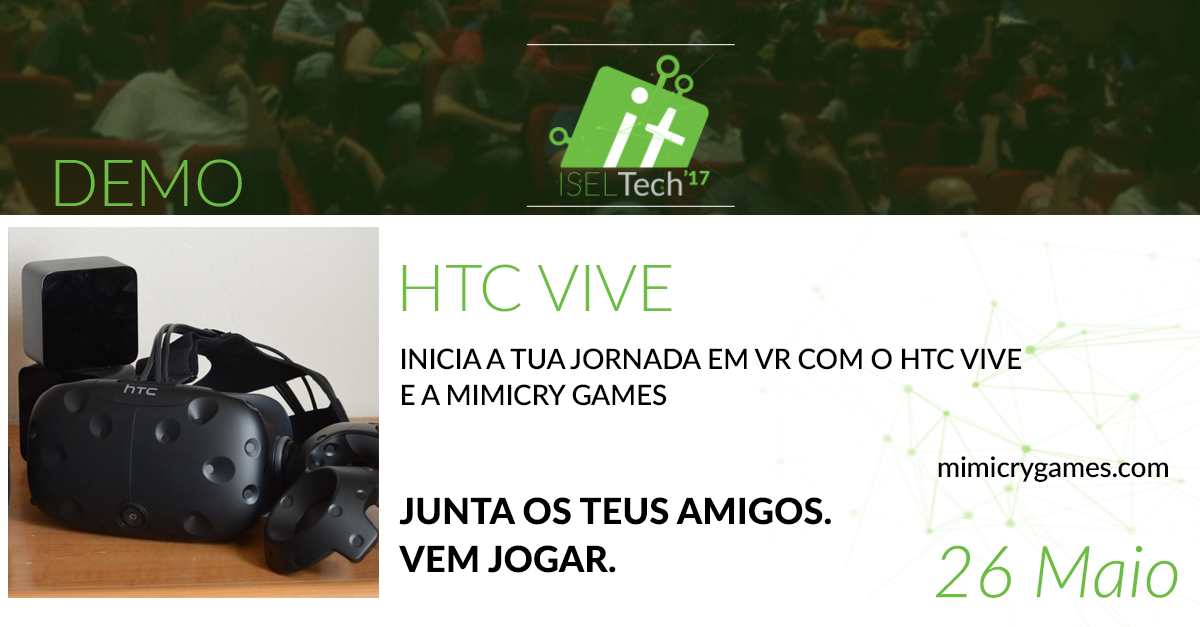 it
ISELTech'17
DEMO
HTC VIVE
hTC
INICIA A TUA JORNADA EM VR COM O HTC VIVE
E A MIMICRY GAMES
mimicrygames.com
JUNTA OS TEUS AMIGOS.
VEM JOGAR.
26 Maio